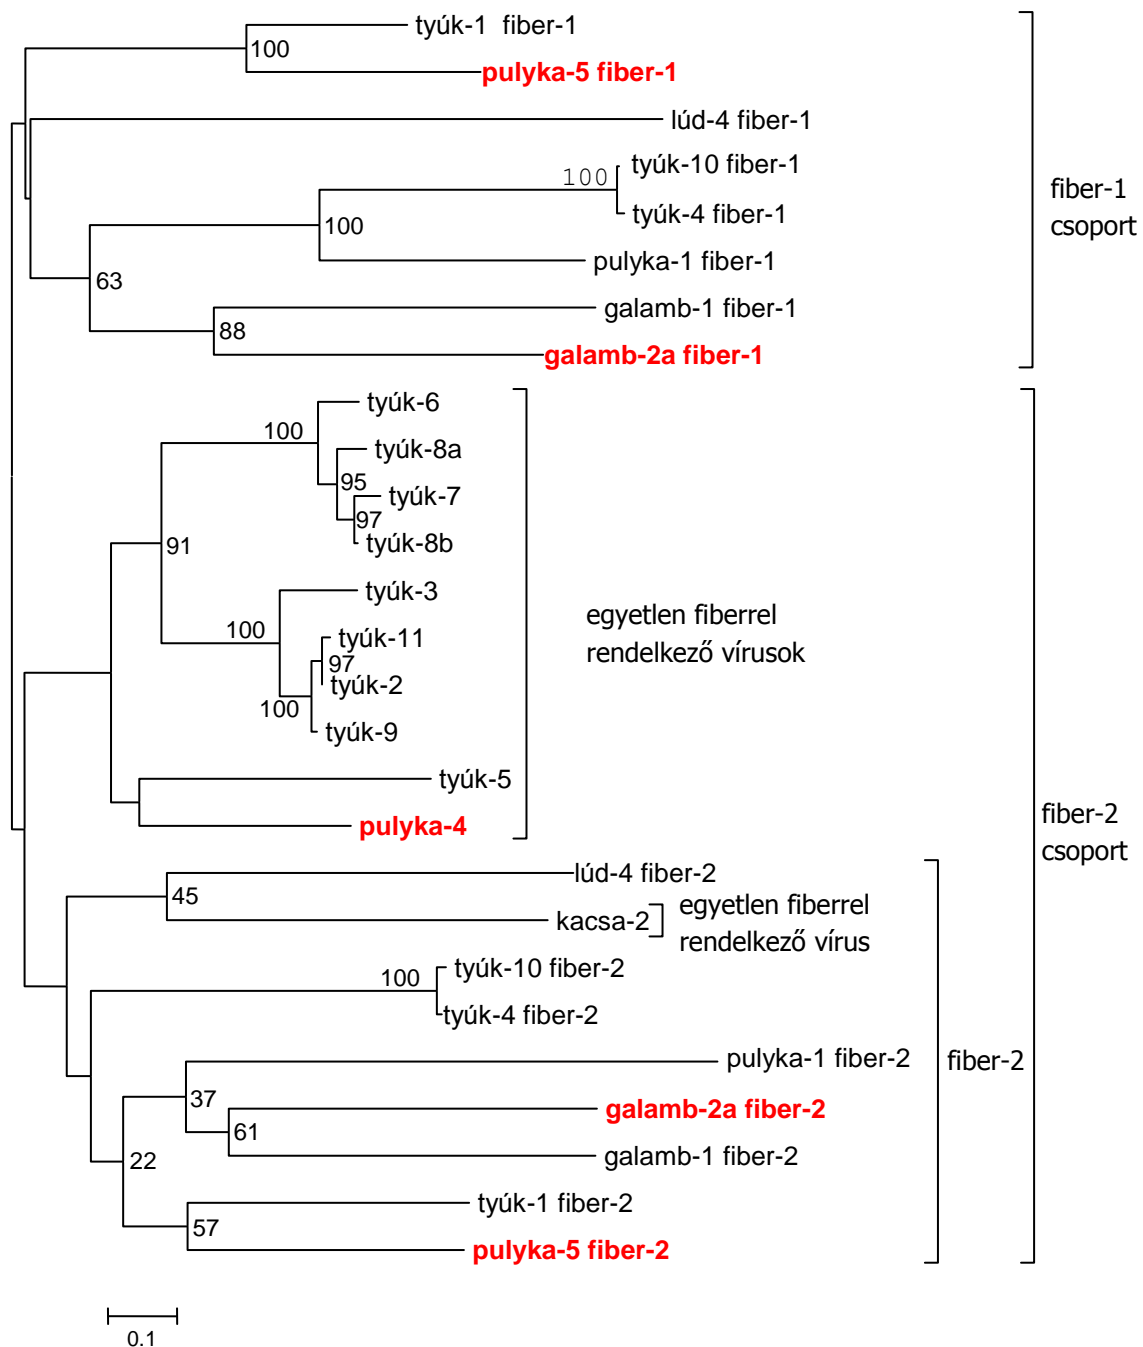 tyúk-1  fiber-1
100
pulyka-5 fiber-1
lúd-4 fiber-1
tyúk-10 fiber-1
100
tyúk-4 fiber-1
fiber-1
csoport
100
pulyka-1 fiber-1
63
galamb-1 fiber-1
88
galamb-2a fiber-1
tyúk-6
100
tyúk-8a
95
tyúk-7
97
tyúk-8b
91
tyúk-3
egyetlen fiberrel
rendelkező vírusok
100
tyúk-11
97
tyúk-2
100
tyúk-9
tyúk-5
pulyka-4
fiber-2
csoport
lúd-4 fiber-2
45
kacsa-2
egyetlen fiberrel
rendelkező vírus
tyúk-10 fiber-2
100
tyúk-4 fiber-2
pulyka-1 fiber-2
fiber-2
37
galamb-2a fiber-2
61
galamb-1 fiber-2
22
tyúk-1 fiber-2
57
pulyka-5 fiber-2
0.1